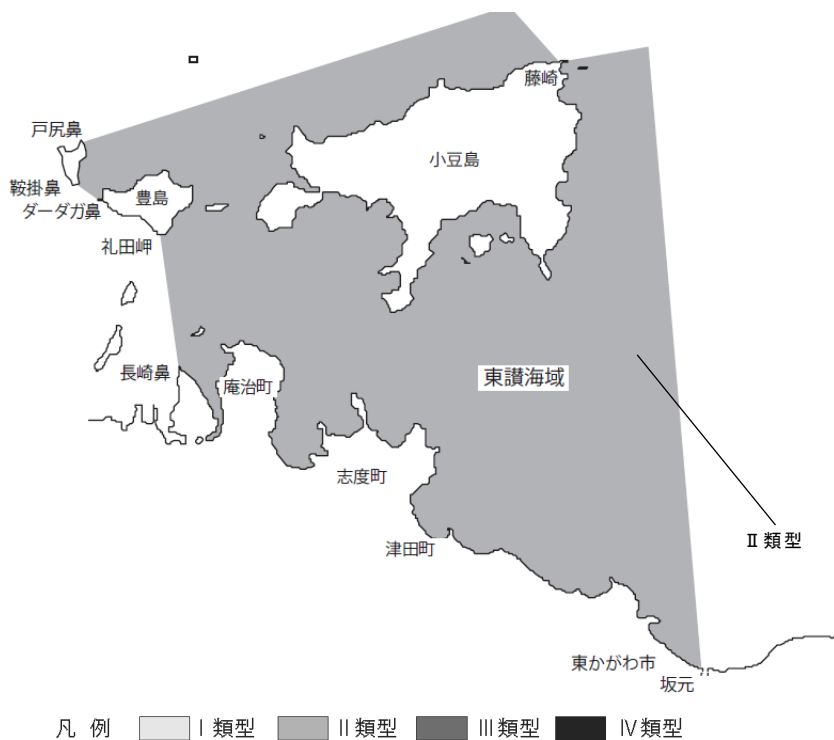 藤崎
戸尻鼻
小豆島
鞍掛鼻
豊島
ダーダガ鼻
礼田岬
長崎鼻
庵治町
東讃海域
志度町
津田町
Ⅱ類型
東かがわ市
坂元
凡 例 Ⅰ類型 Ⅱ類型 Ⅲ類型 Ⅳ類型